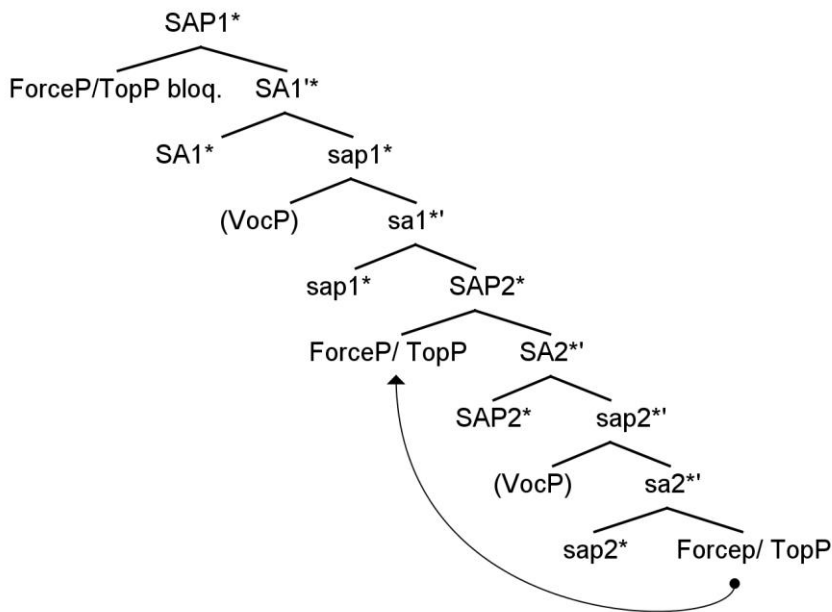 SAP1*
ForceP/TopP bloq. SA1'*
SA1* sap1*
(VocP) sa1*'
sap1* SAP2*
ForceP/ TopP SA2*'
SAP2* sap2*'
(VocP) sa2*'
sap2* Forcep/ TopP